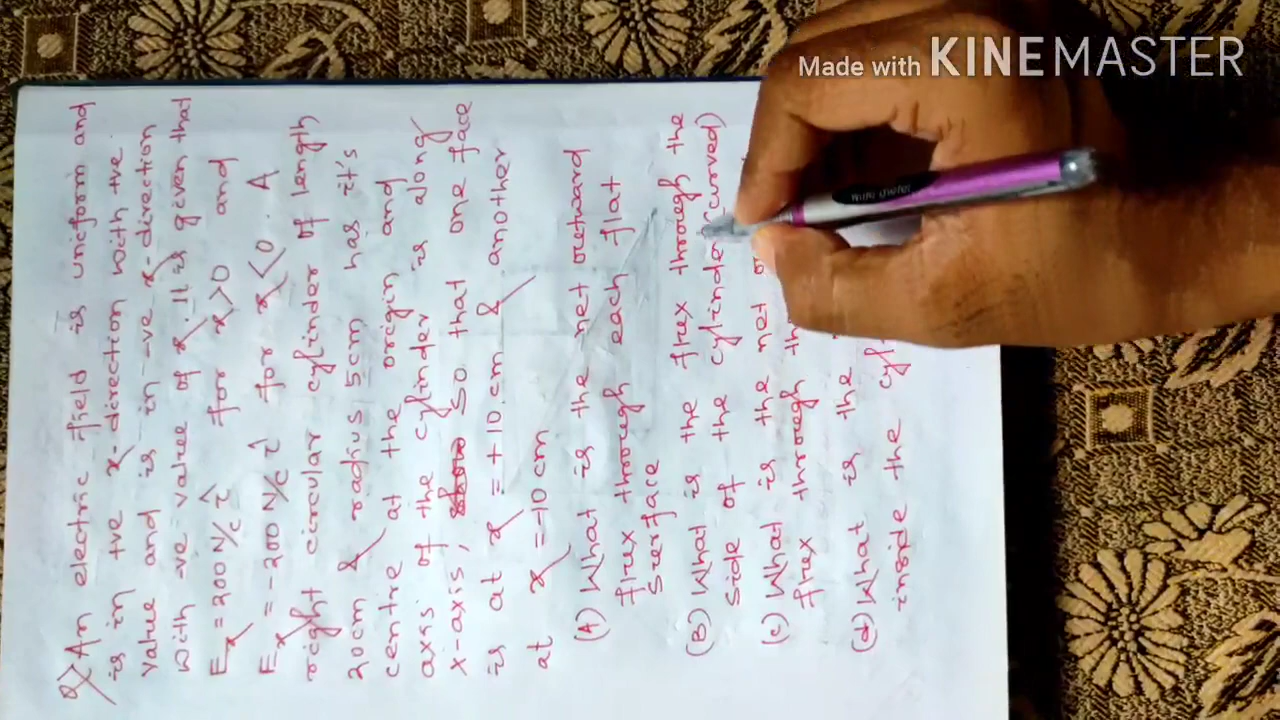 Made with KINEMASTER
Q) An electric field is uniform and
is in +ve x-direction with +ve
value and is in -ve x-direction
with -ve value of x. It is given that
Ex = 200 N/C î for x>0 and
Ex = -200 N/C î for x<0. A
right circular cylinder of length
20cm & radius 5cm has it's
centre at the origin and
axis of the cylinder is along
x-axis, so that one face
is at x = +10 cm & another
at x = -10 cm
(A) What is the net outward
flux through each flat
surface
(B) What is the flux through the
side of the cylinder curved)
(c) What is the net
flux through
(d) What is the
inside the